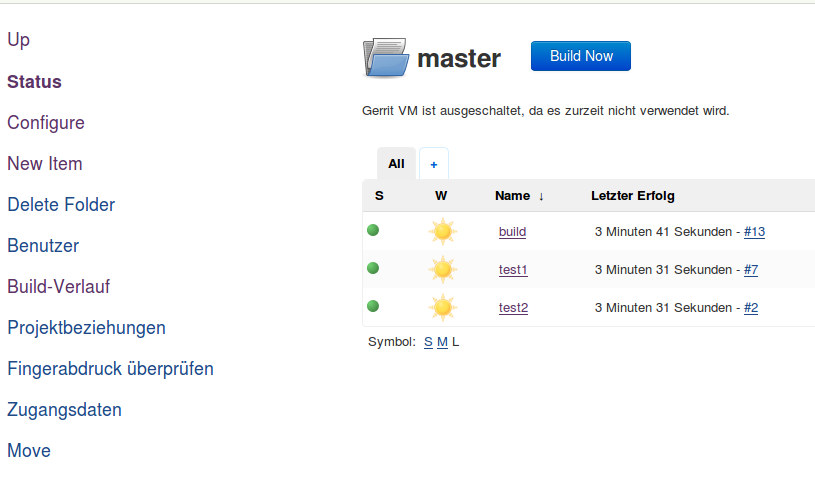 Up
Status
Configure
New Item
Delete Folder
Benutzer
Build-Verlauf
Projektbeziehungen
Fingerabdruck überprüfen
Zugangsdaten
Move
master Build Now
Gerrit VM ist ausgeschaltet, da es zurzeit nicht verwendet wird.
All +
S W Name ↓ Letzter Erfolg
build 3 Minuten 41 Sekunden - #13
test1 3 Minuten 31 Sekunden - #7
test2 3 Minuten 31 Sekunden - #2
Symbol: S M L